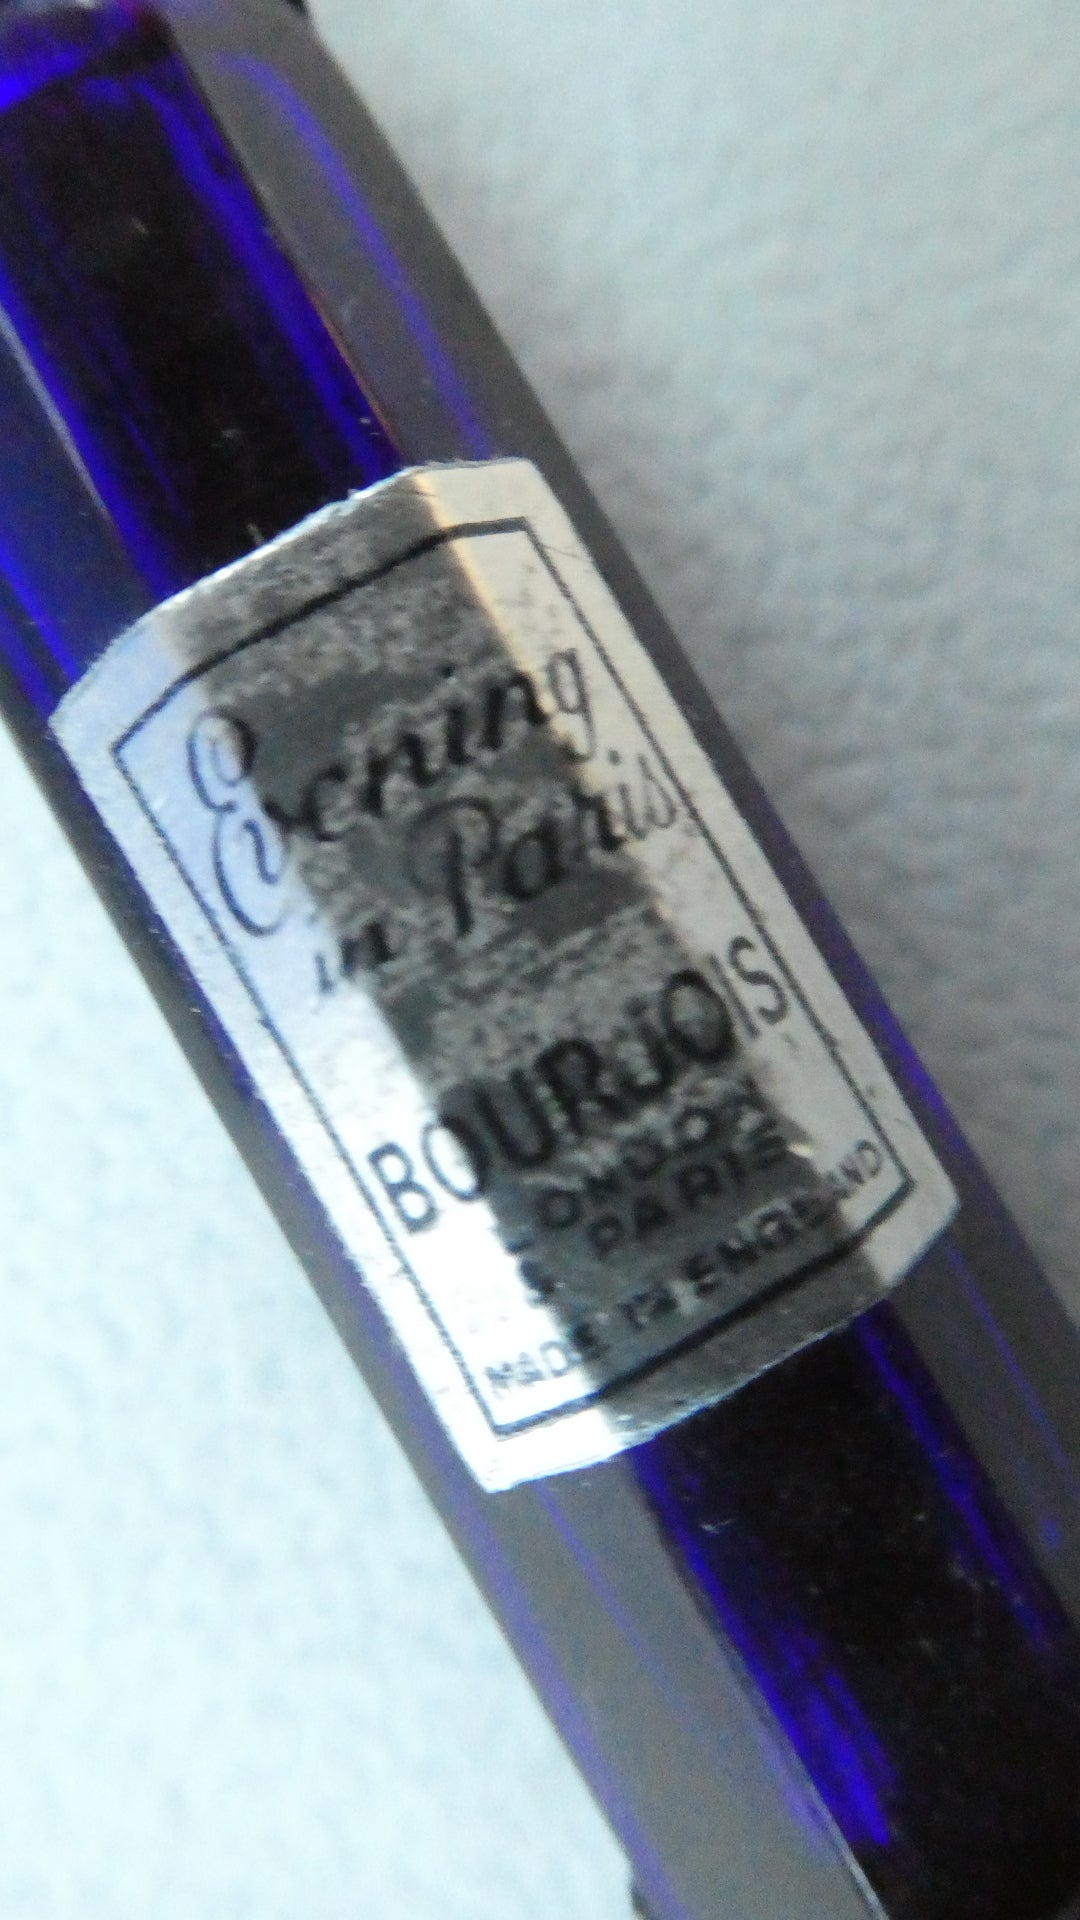 Evening
in Paris
BOURJOIS
LONDON
PARIS
MADE IN ENGLAND